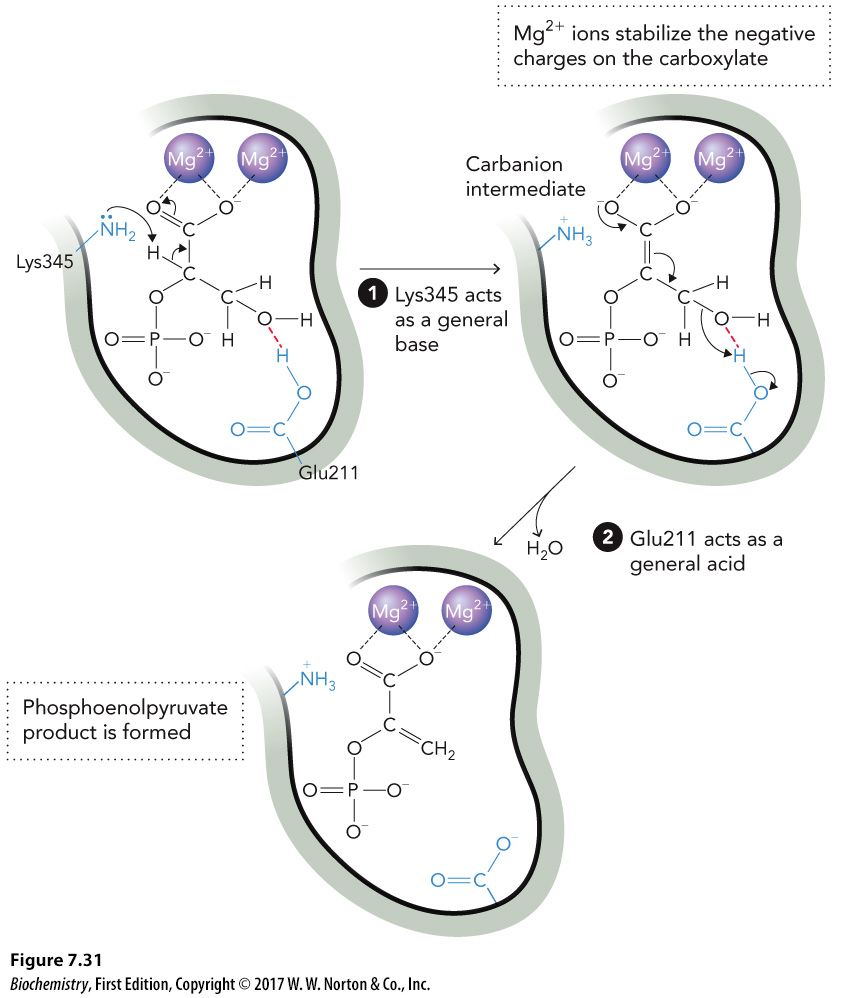 Mg2+ ions stabilize the negative
charges on the carboxylate
Mg2+ Mg2+
O O−
C
NH2
Lys345
H
C
H
O C
O—H
O=P—O− H
H
O−
O
O=C
Glu211
1 Lys345 acts
as a general
base
Carbanion
intermediate
Mg2+ Mg2+
−O O−
C
+
NH3
C
H
O C
O—H
O=P—O− H
H
O−
O
O=C
H2O
2 Glu211 acts as a
general acid
Mg2+ Mg2+
O O−
C
+
NH3
C
O CH2
O=P—O−
O−
O−
O=C
Phosphoenolpyruvate
product is formed
Figure 7.31
Biochemistry, First Edition, Copyright © 2017 W. W. Norton & Co., Inc.